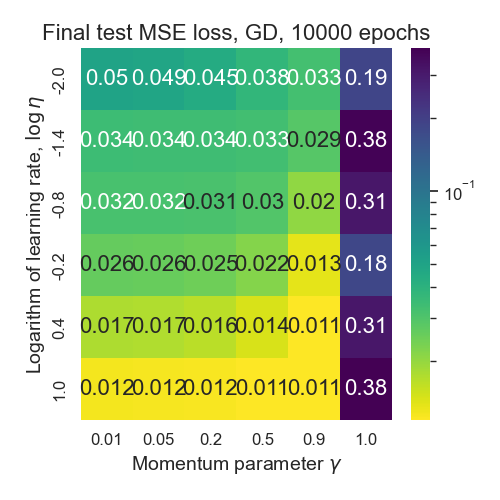 Final test MSE loss, GD, 10000 epochs
Logarithm of learning rate, log η
-2.0 0.05 0.049 0.045 0.038 0.033 0.19
-1.4 0.034 0.034 0.034 0.033 0.029 0.38
-0.8 0.032 0.032 0.031 0.03 0.02 0.31
-0.2 0.026 0.026 0.025 0.022 0.013 0.18
0.4 0.017 0.017 0.016 0.014 0.011 0.31
1.0 0.012 0.012 0.012 0.011 0.011 0.38
0.01 0.05 0.2 0.5 0.9 1.0
Momentum parameter γ
10⁻¹